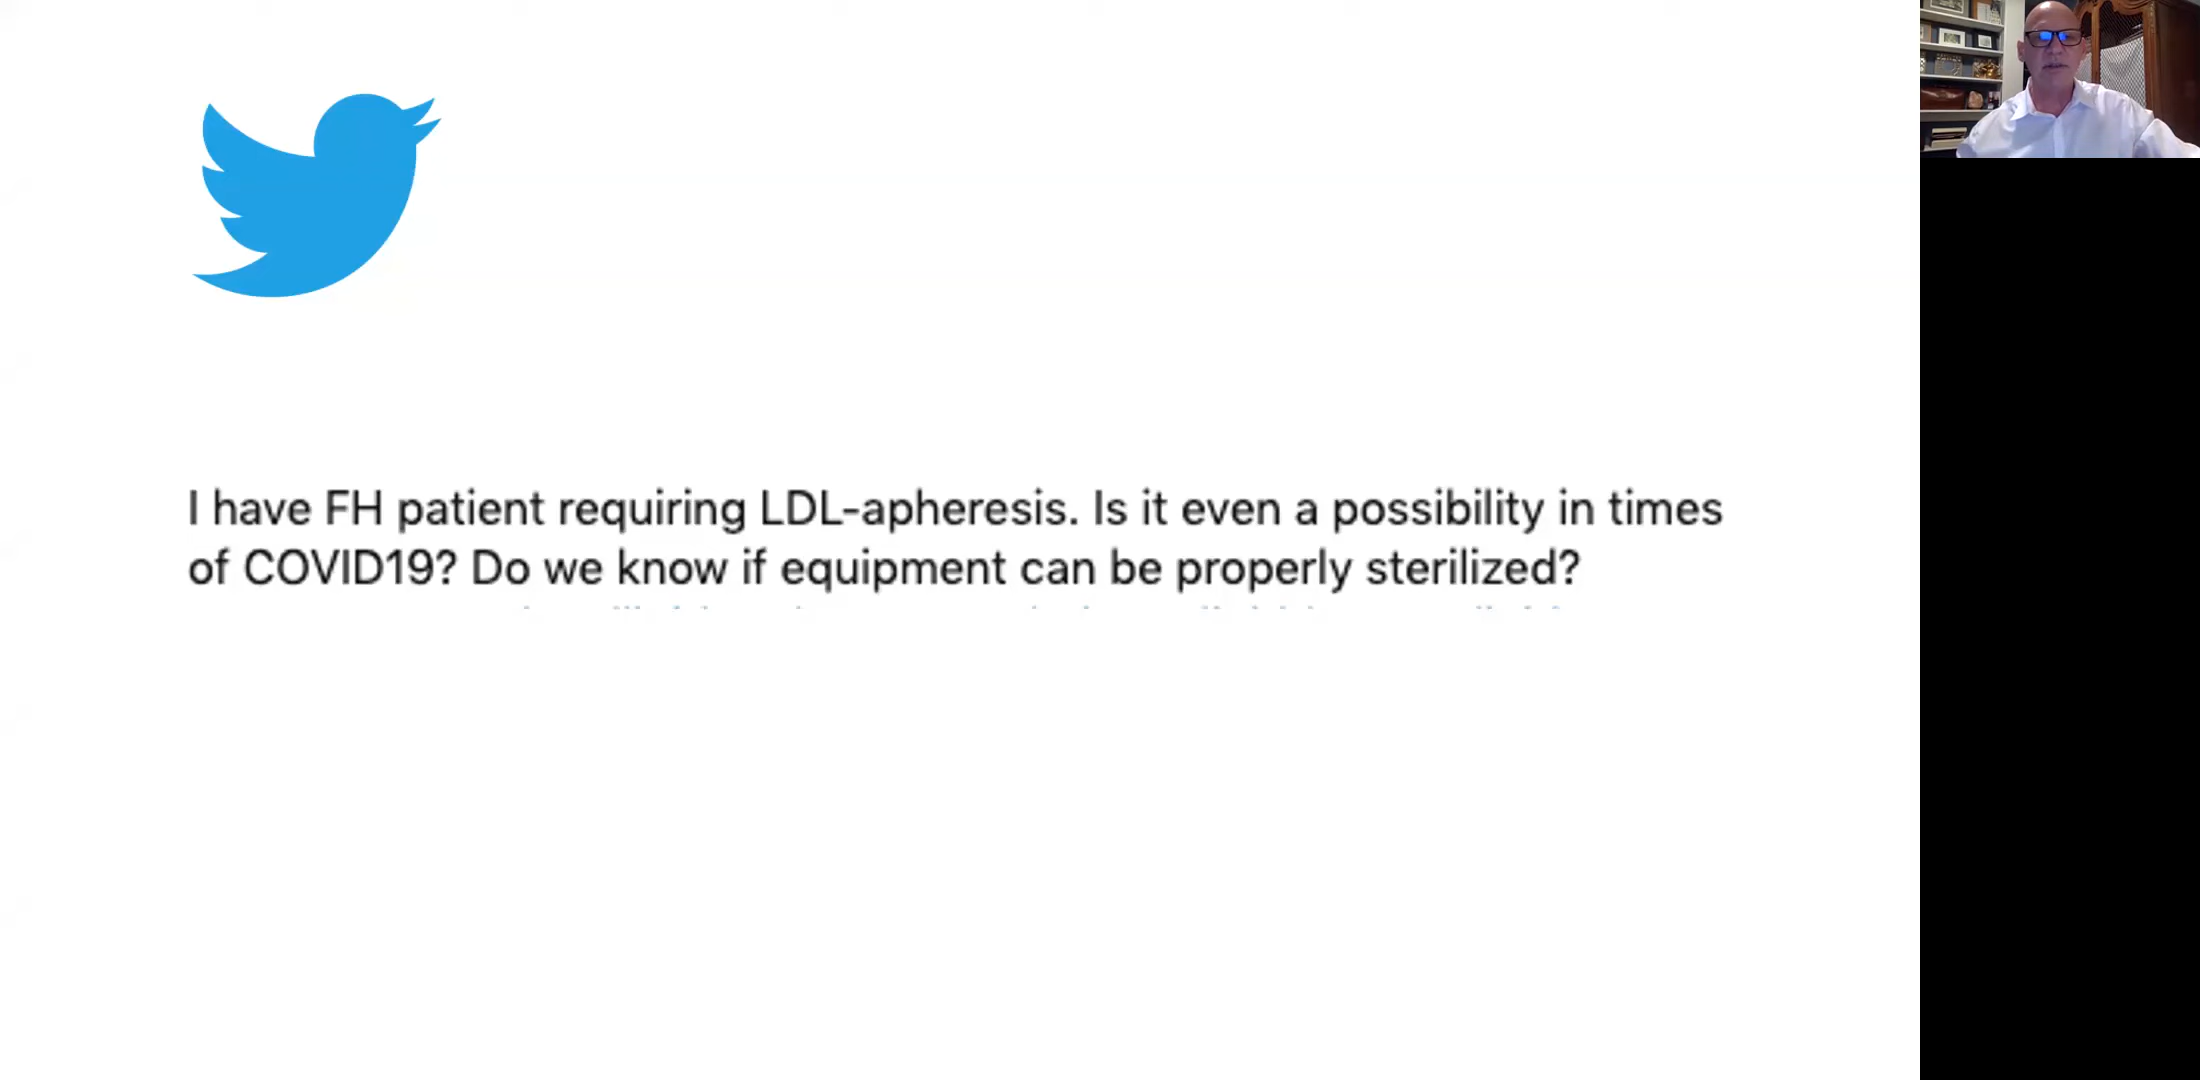 I have FH patient requiring LDL-apheresis. Is it even a possibility in times
of COVID19? Do we know if equipment can be properly sterilized?